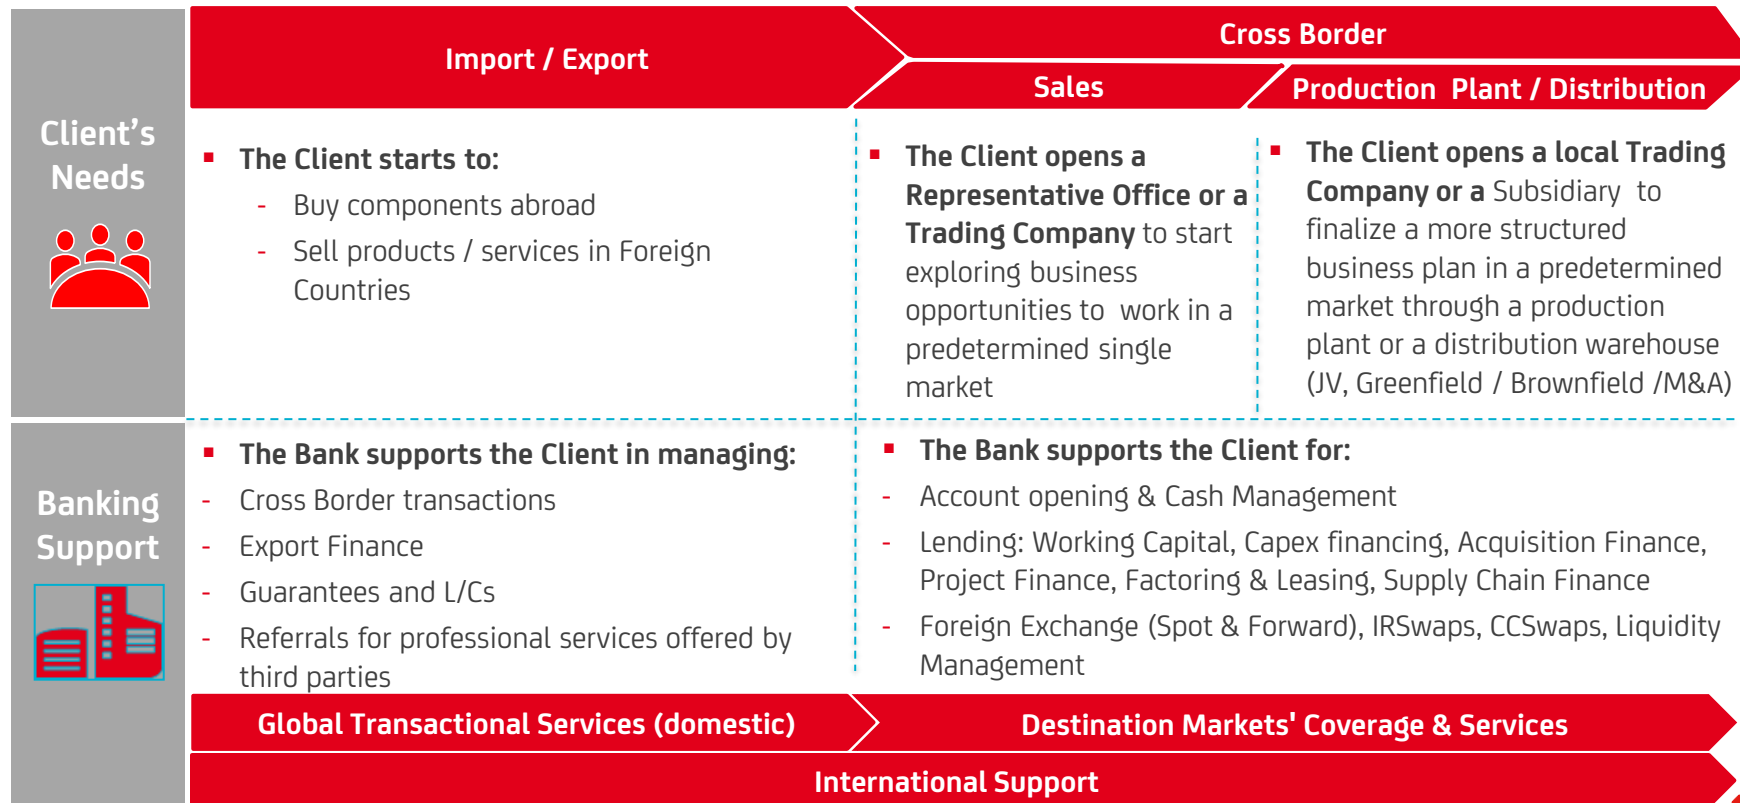 Client's
Needs
Import / Export
Cross Border
Sales
Production Plant / Distribution
▪ The Client starts to:
- Buy components abroad
- Sell products / services in Foreign
Countries
▪ The Client opens a
Representative Office or a
Trading Company to start
exploring business
opportunities to work in a
predetermined single
market
▪ The Client opens a local Trading
Company or a Subsidiary to
finalize a more structured
business plan in a predetermined
market through a production
plant or a distribution warehouse
(JV, Greenfield / Brownfield /M&A)
Banking
Support
▪ The Bank supports the Client in managing:
- Cross Border transactions
- Export Finance
- Guarantees and L/Cs
- Referrals for professional services offered by
third parties
▪ The Bank supports the Client for:
- Account opening & Cash Management
- Lending: Working Capital, Capex financing, Acquisition Finance,
Project Finance, Factoring & Leasing, Supply Chain Finance
- Foreign Exchange (Spot & Forward), IRSwaps, CCSwaps, Liquidity
Management
Global Transactional Services (domestic)
Destination Markets' Coverage & Services
International Support